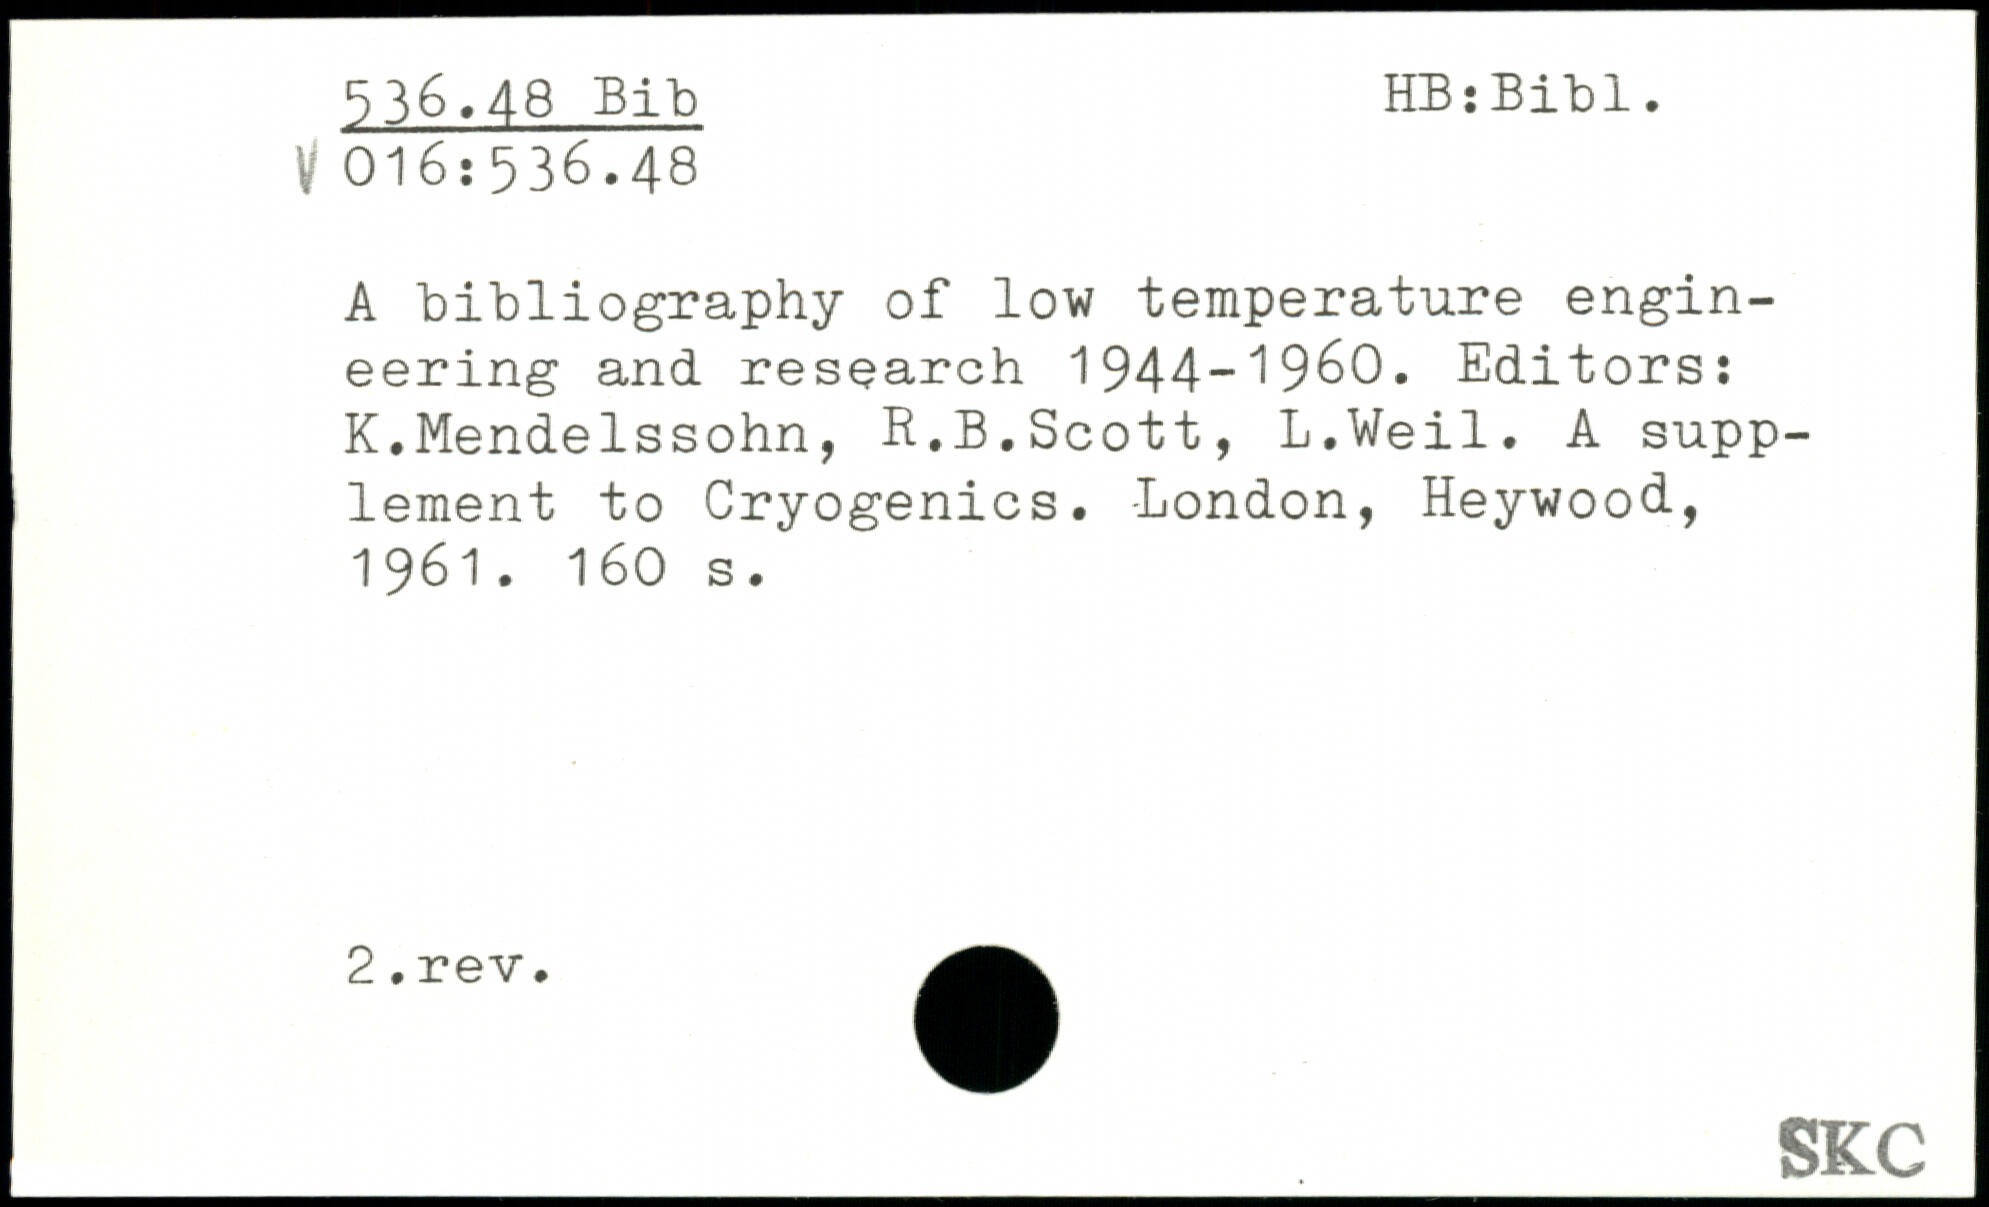 536.48 Bib
HB:Bibl.
V 016:536.48
A bibliography of low temperature engin-
eering and research 1944-1960. Editors:
K.Mendelssohn, R.B.Scott, L.Weil. A supp-
lement to Cryogenics. London, Heywood,
1961. 160 s.
2.rev.
SKC